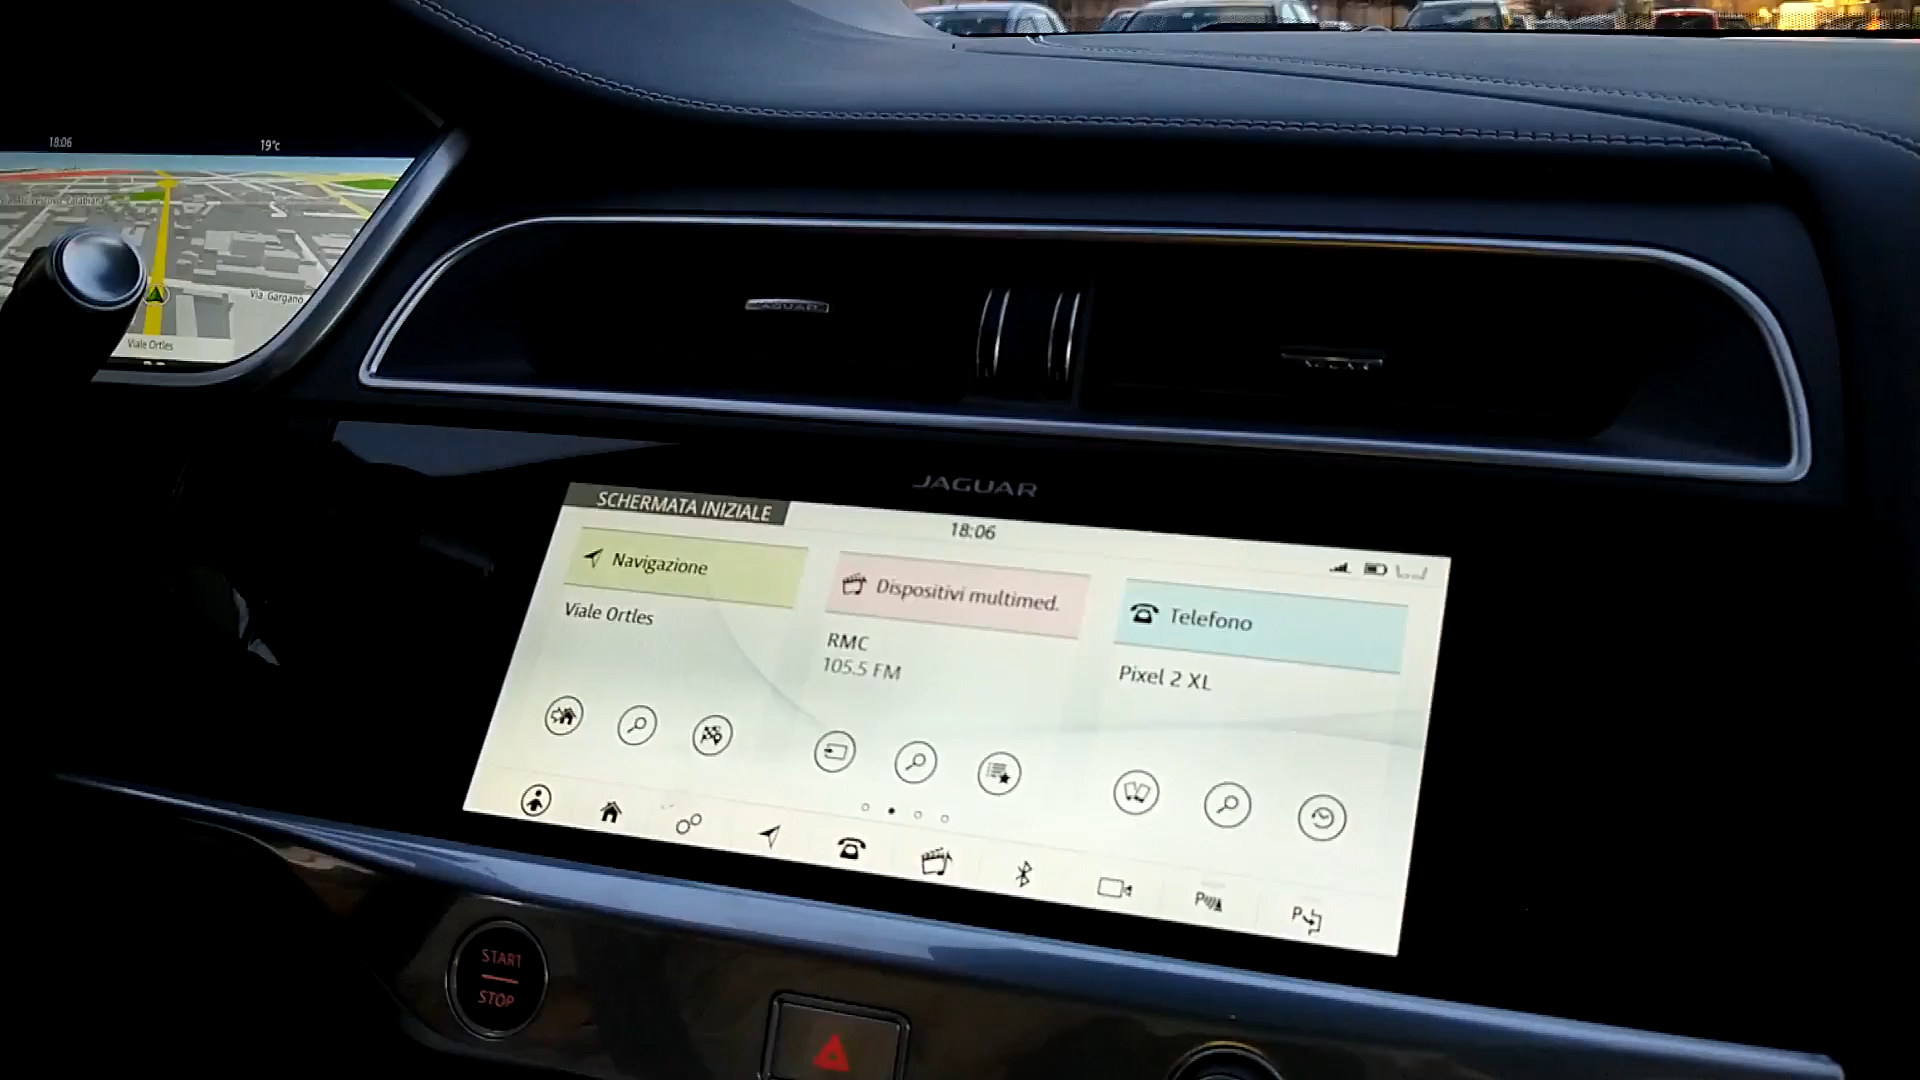 18:06
19°c
Via Gargano
Viale Ortles
JAGUAR
JAGUAR
SCHERMATA INIZIALE
18:06
Navigazione
Dispositivi multimed.
Telefono
Viale Ortles
RMC
105.5 FM
Pixel 2 XL
P
P
START
STOP